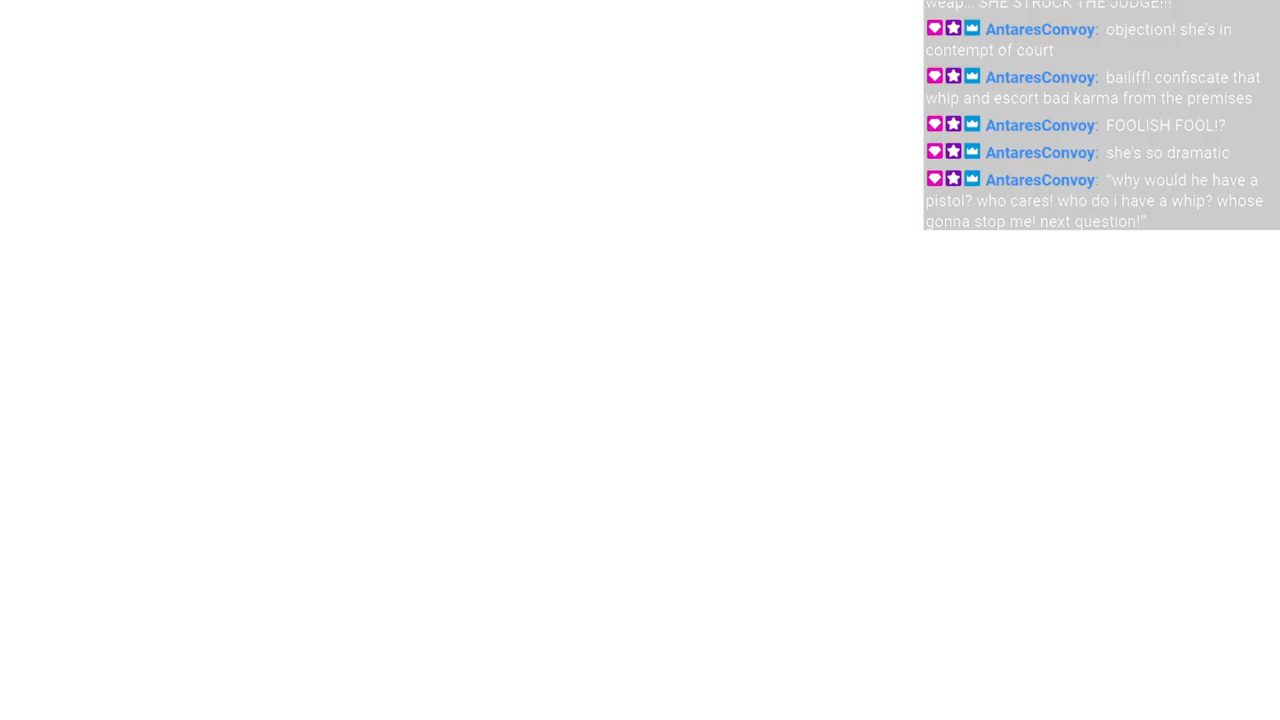 weap... SHE STRUCK THE JUDGE!!!
AntaresConvoy: objection! she's in
contempt of court
AntaresConvoy: bailiff! confiscate that
whip and escort bad karma from the premises
AntaresConvoy: FOOLISH FOOL!?
AntaresConvoy: she's so dramatic
AntaresConvoy: "why would he have a
pistol? who cares! who do i have a whip? whose
gonna stop me! next question!"